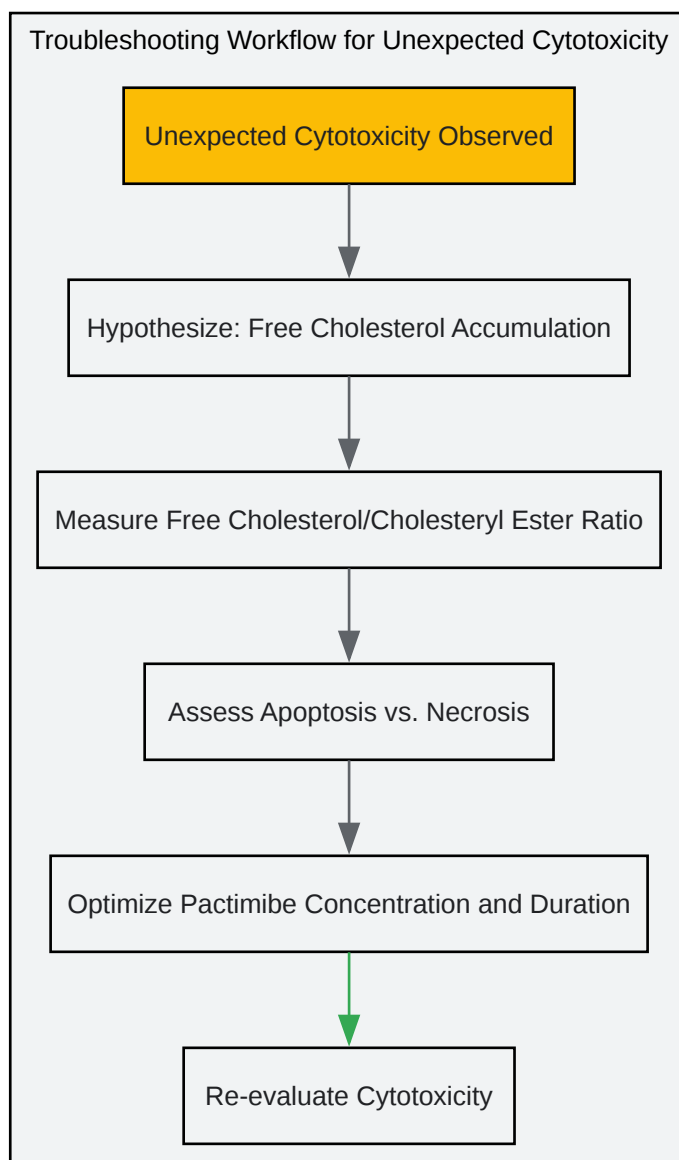 Troubleshooting Workflow for Unexpected Cytotoxicity
Unexpected Cytotoxicity Observed
Hypothesize: Free Cholesterol Accumulation
Measure Free Cholesterol/Cholesteryl Ester Ratio
Assess Apoptosis vs. Necrosis
Optimize Pactimibe Concentration and Duration
Re-evaluate Cytotoxicity